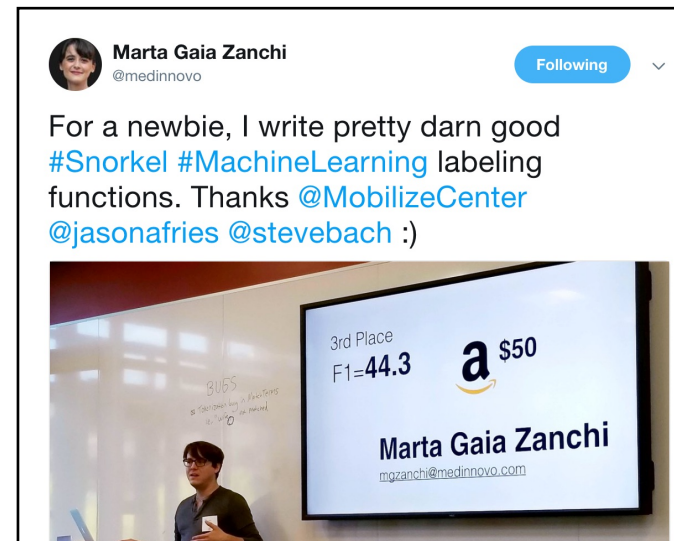 Marta Gaia Zanchi
@medinnovo
Following
For a newbie, I write pretty darn good
#Snorkel #MachineLearning labeling
functions. Thanks @MobilizeCenter
@jasonafries @stevebach :)
3rd Place
F1=44.3
a $50
Marta Gaia Zanchi
mgzanchi@medinnovo.com
BUGS